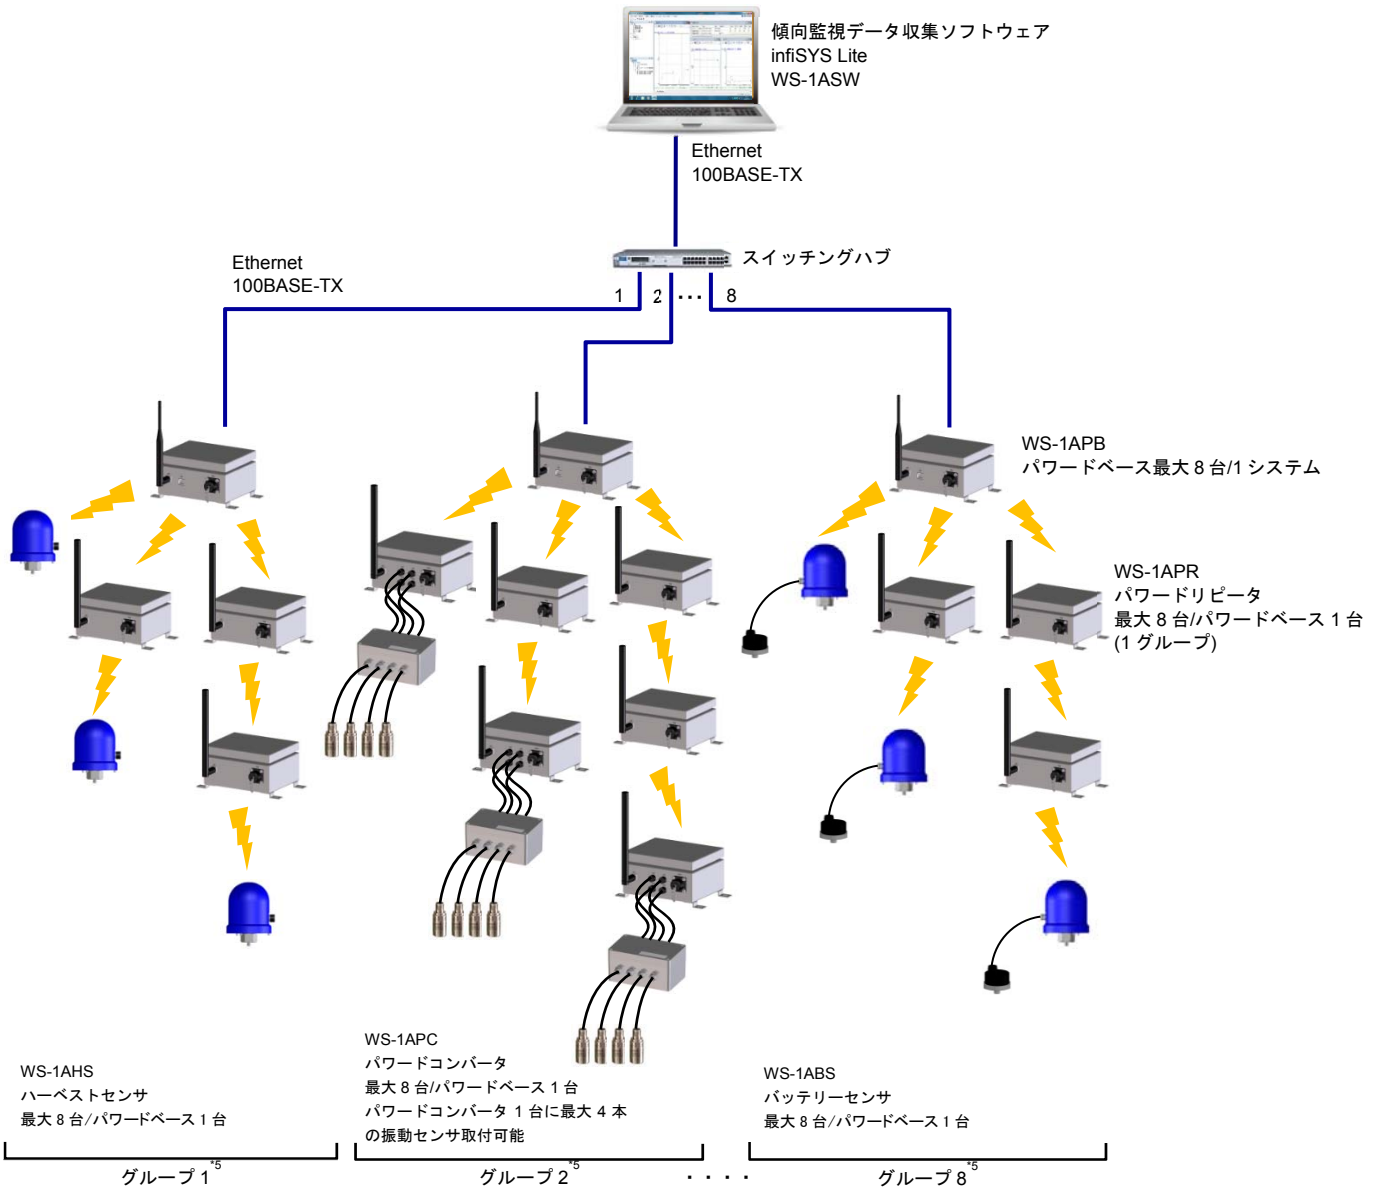 傾向監視データ収集ソフトウェア
infiSYS Lite
WS-1ASW
Ethernet
100BASE-TX
スイッチングハブ
Ethernet
100BASE-TX
1 2 ・・・ 8
WS-1APB
パワードベース最大 8 台/1 システム
WS-1APR
パワードリピータ
最大 8 台/パワードベース 1 台
(1 グループ)
WS-1AHS
ハーベストセンサ
最大 8 台/パワードベース 1 台
WS-1APC
パワードコンバータ
最大 8 台/パワードベース 1 台
パワードコンバータ 1 台に最大 4 本
の振動センサ取付可能
WS-1ABS
バッテリーセンサ
最大 8 台/パワードベース 1 台
グループ 1*5
グループ 2*5
・・・・
グループ 8*5